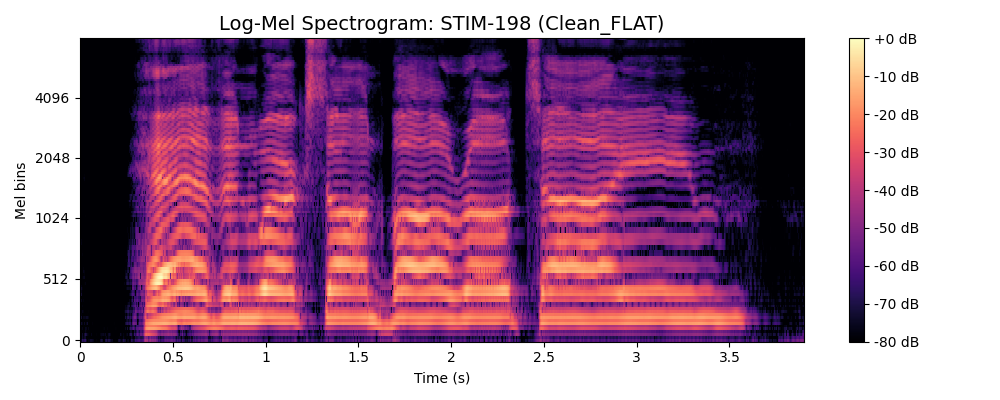 Log-Mel Spectrogram: STIM-198 (Clean_FLAT)
+0 dB
-10 dB
-20 dB
-30 dB
-40 dB
-50 dB
-60 dB
-70 dB
-80 dB
Mel bins
4096
2048
1024
512
0
0 0.5 1 1.5 2 2.5 3 3.5
Time (s)